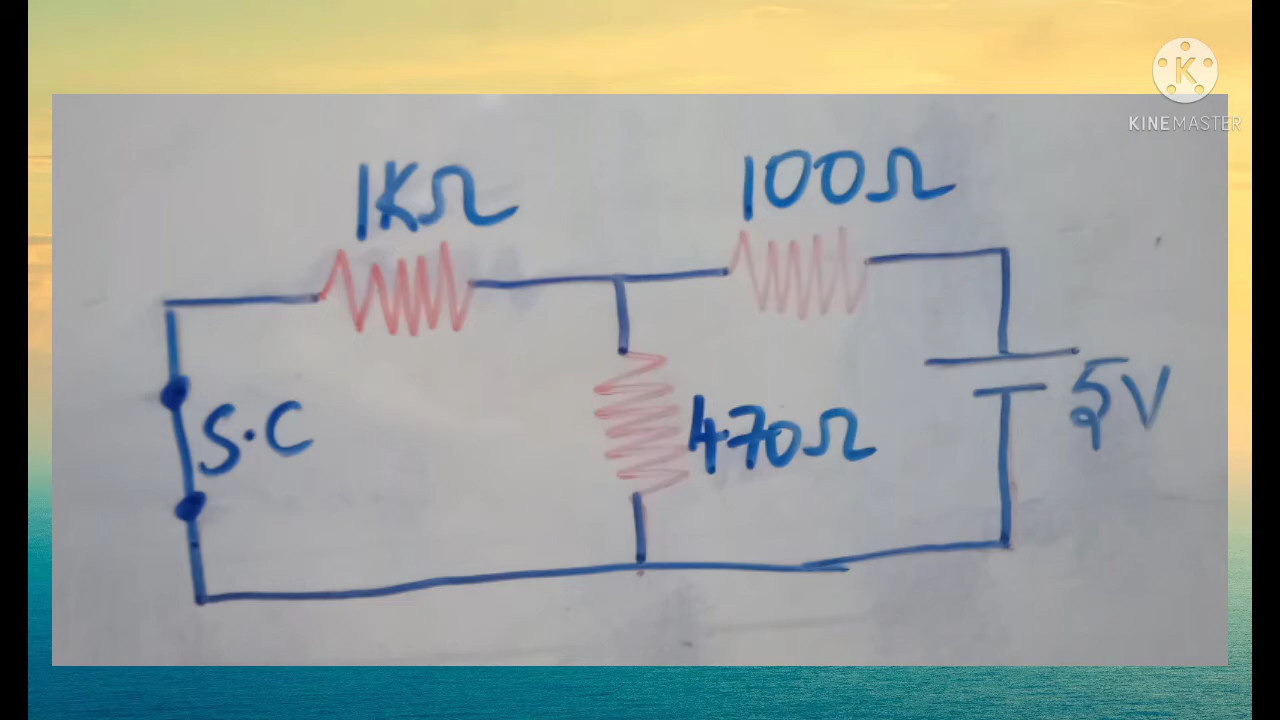 KINEMASTER
1KΩ
100Ω
S.C
470Ω
5V